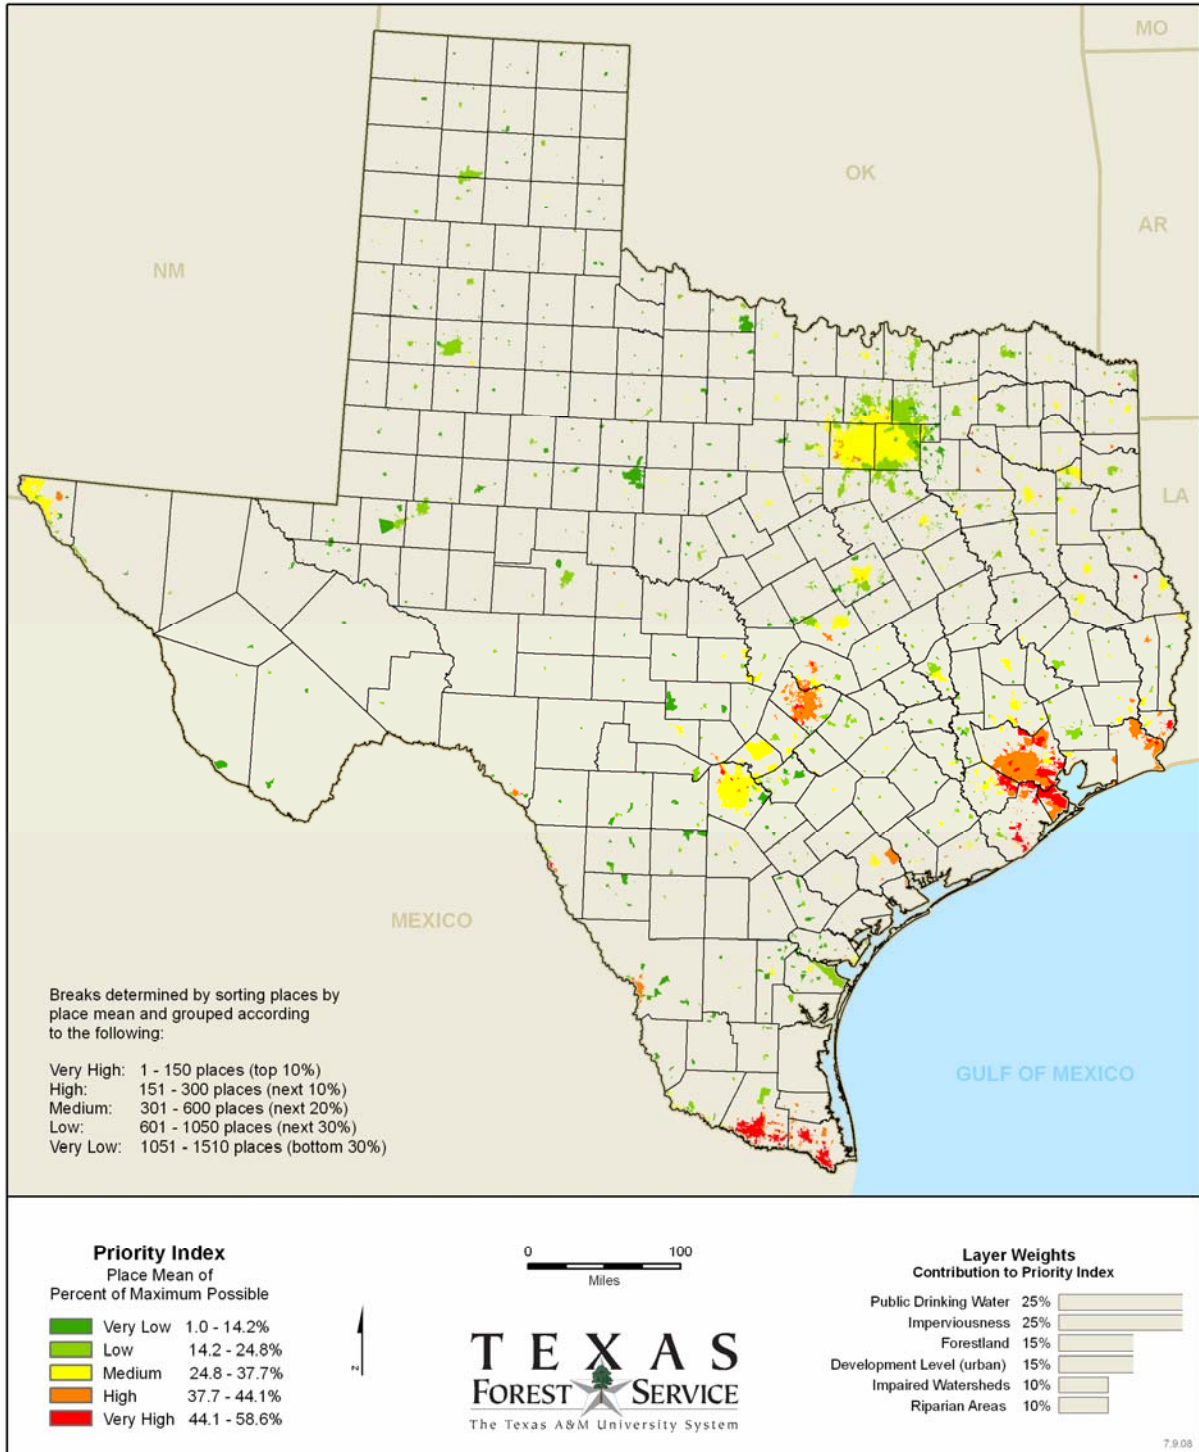 MO
OK
AR
NM
LA
MEXICO
GULF OF MEXICO
Breaks determined by sorting places by
place mean and grouped according
to the following:
Very High: 1 - 150 places (top 10%)
High: 151 - 300 places (next 10%)
Medium: 301 - 600 places (next 20%)
Low: 601 - 1050 places (next 30%)
Very Low: 1051 - 1510 places (bottom 30%)
Priority Index
Place Mean of
Percent of Maximum Possible
Very Low 1.0 - 14.2%
Low 14.2 - 24.8%
Medium 24.8 - 37.7%
High 37.7 - 44.1%
Very High 44.1 - 58.6%
N
0 100
Miles
TEXAS
FOREST SERVICE
The Texas A&M University System
Layer Weights
Contribution to Priority Index
Public Drinking Water 25%
Imperviousness 25%
Forestland 15%
Development Level (urban) 15%
Impaired Watersheds 10%
Riparian Areas 10%
7.9.08